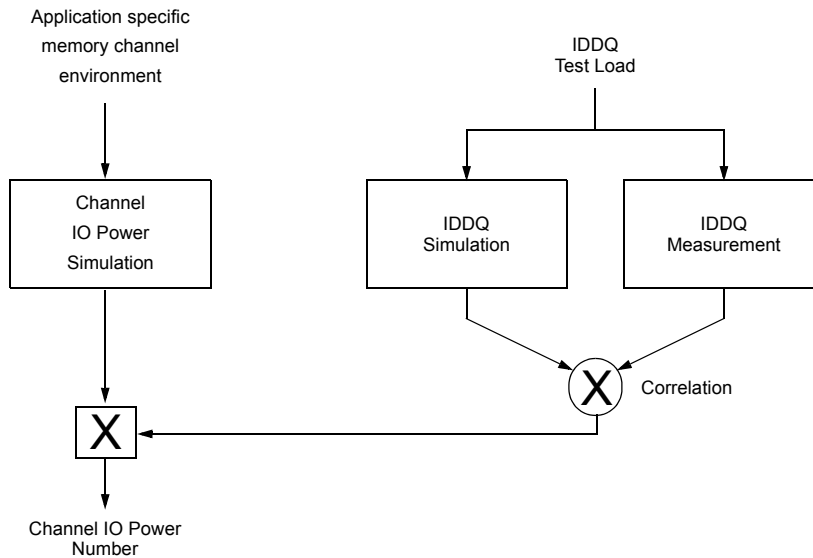 Application specific
memory channel
environment
IDDQ
Test Load
Channel
IO Power
Simulation
IDDQ
Simulation
IDDQ
Measurement
X
Correlation
X
Channel IO Power
Number